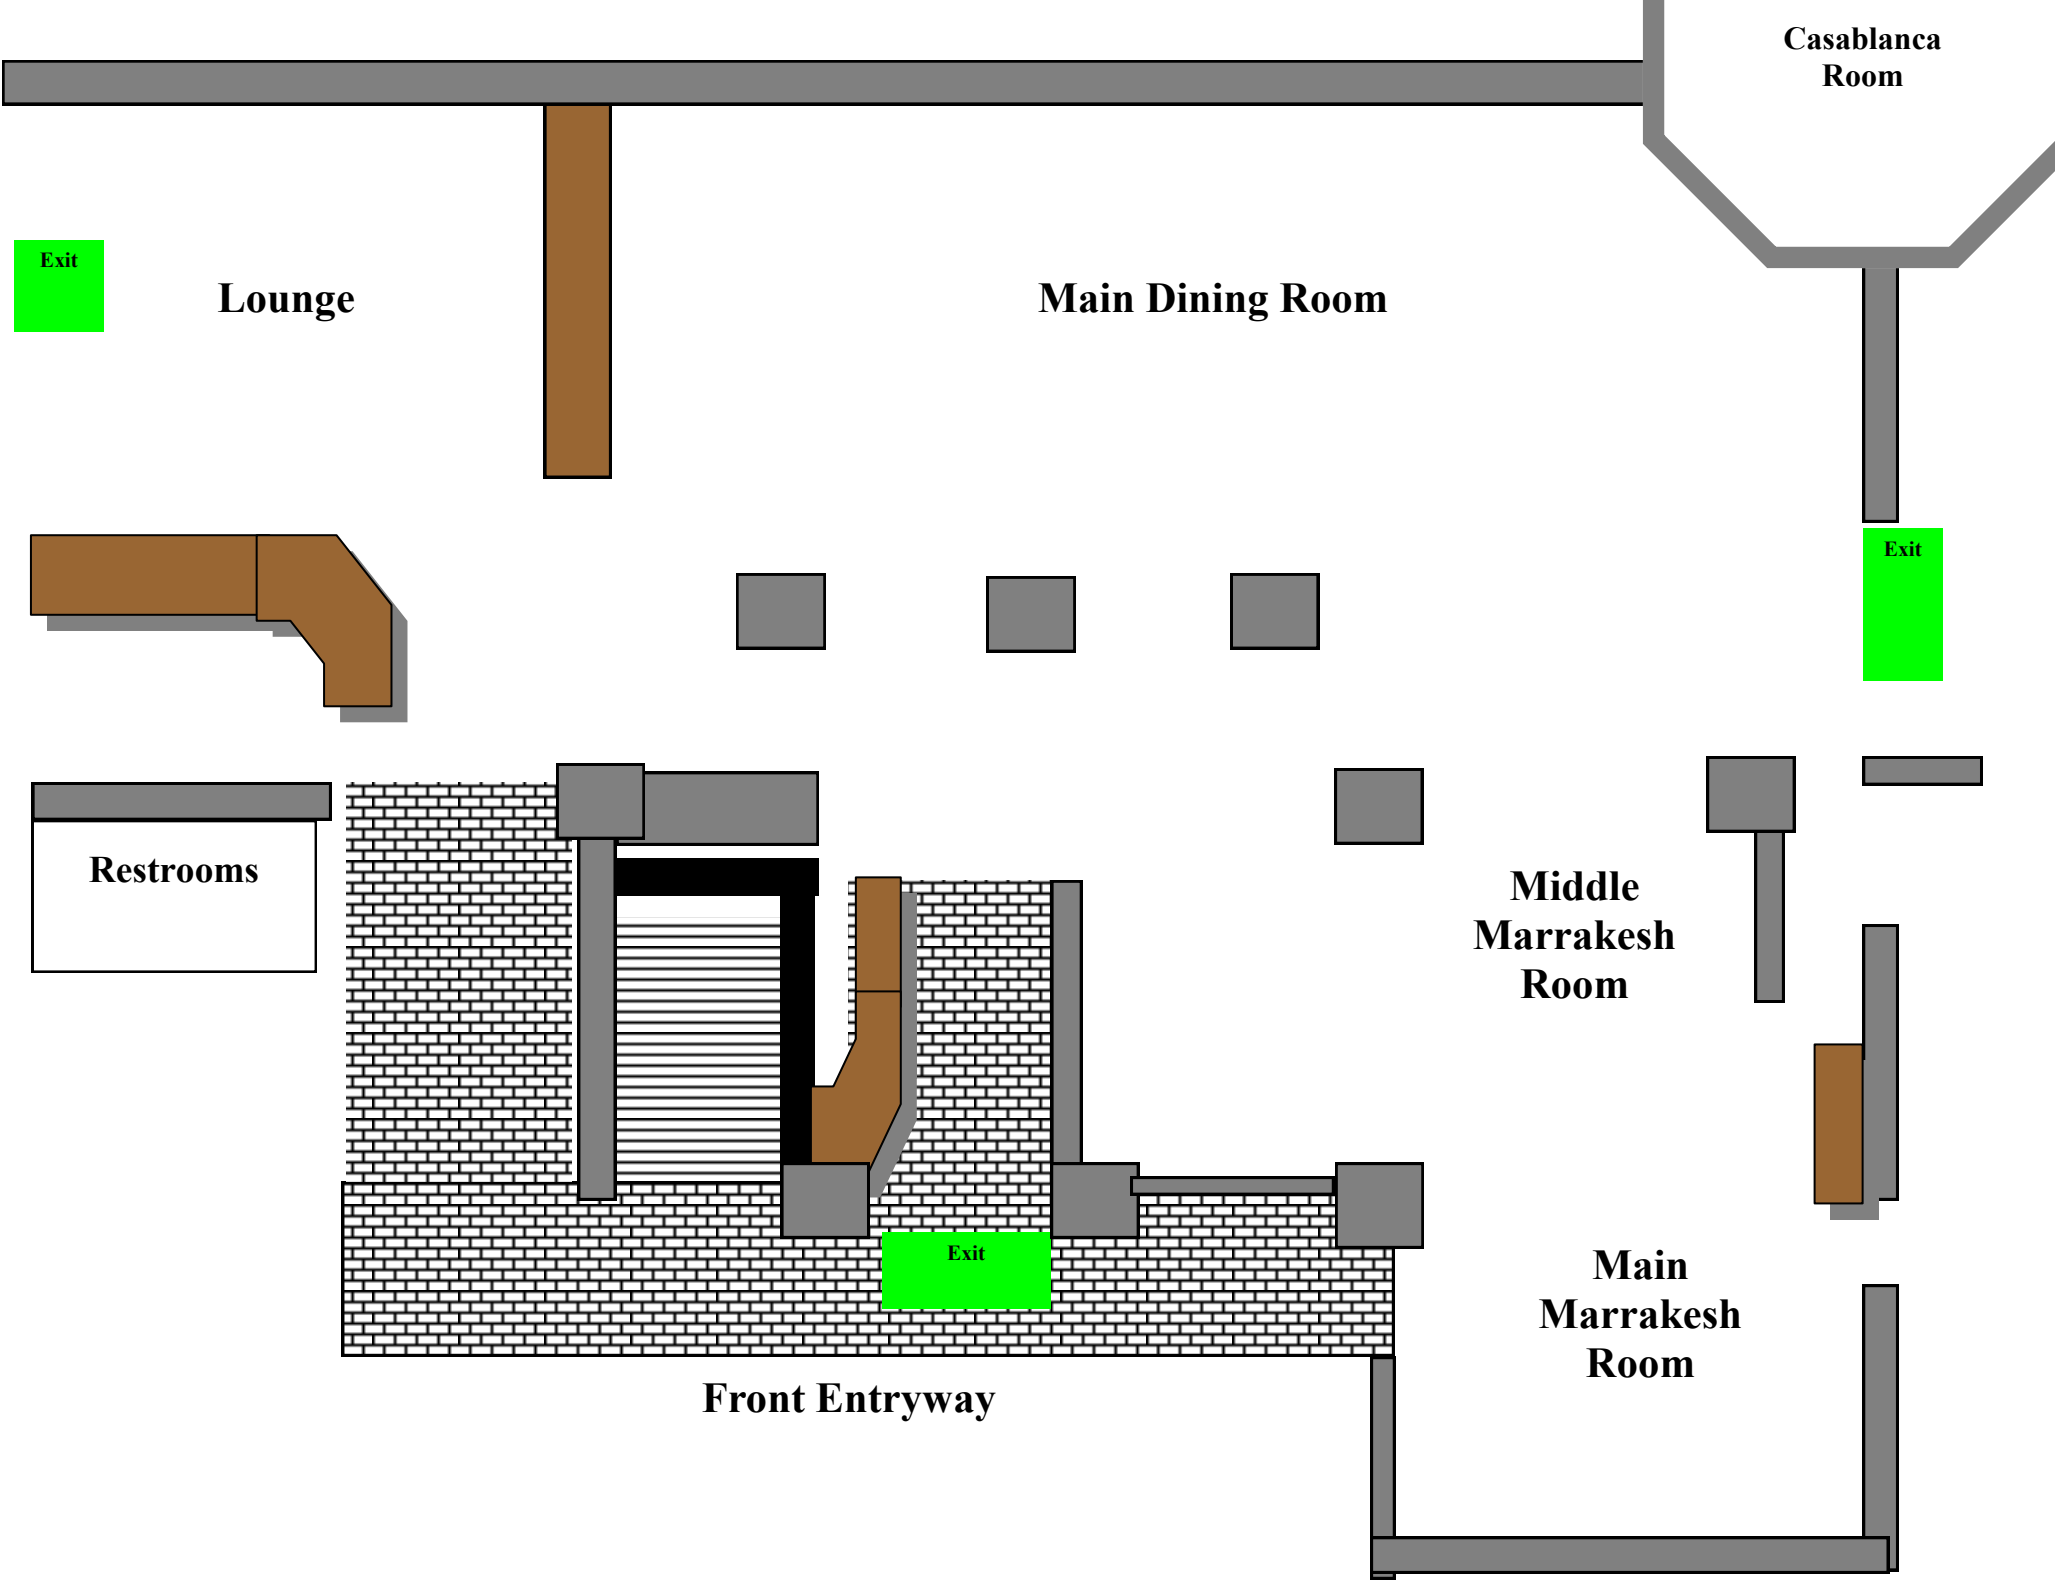 Casablanca
Room
Exit
Lounge
Main Dining Room
Exit
Restrooms
Middle
Marrakesh
Room
Exit
Main
Marrakesh
Room
Front Entryway